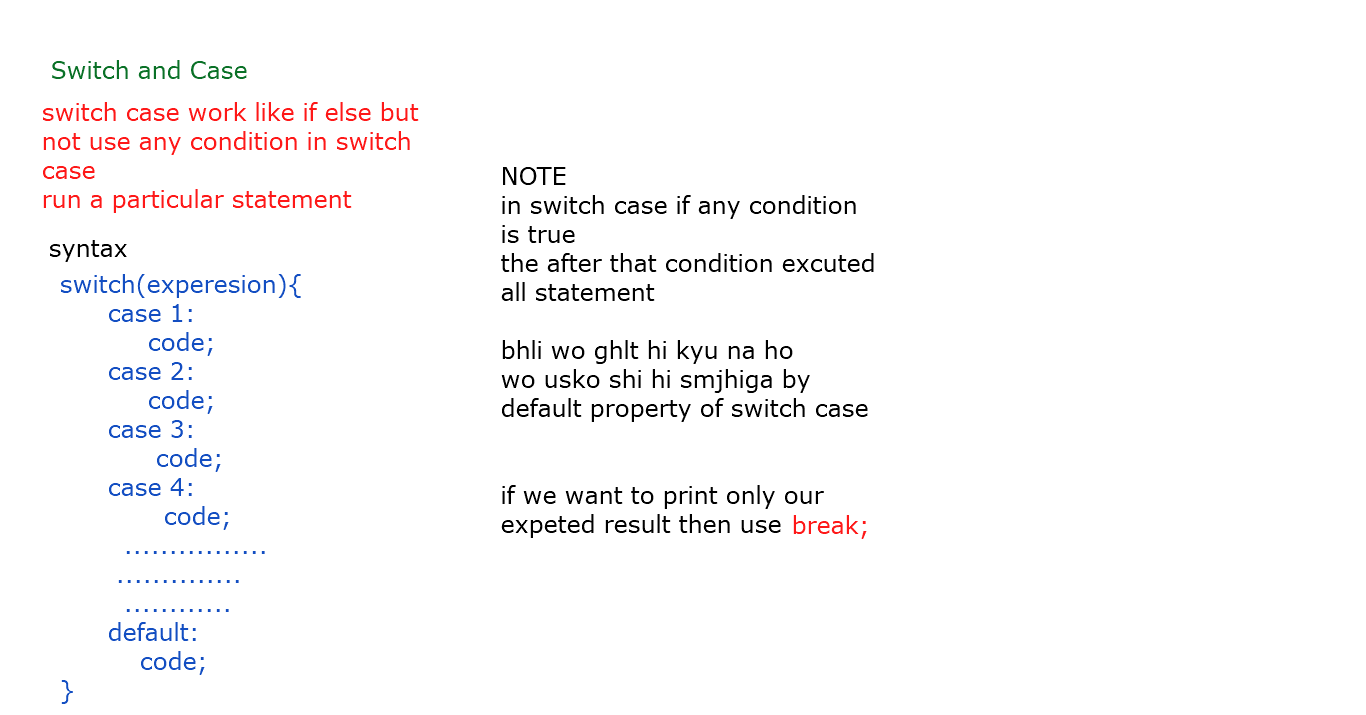 Switch and Case
switch case work like if else but
not use any condition in switch
case
run a particular statement
syntax
switch(experesion){
case 1:
code;
case 2:
code;
case 3:
code;
case 4:
code;
................
..............
............
default:
code;
}
NOTE
in switch case if any condition
is true
the after that condition excuted
all statement
bhli wo ghlt hi kyu na ho
wo usko shi hi smjhiga by
default property of switch case
if we want to print only our
expeted result then use break;